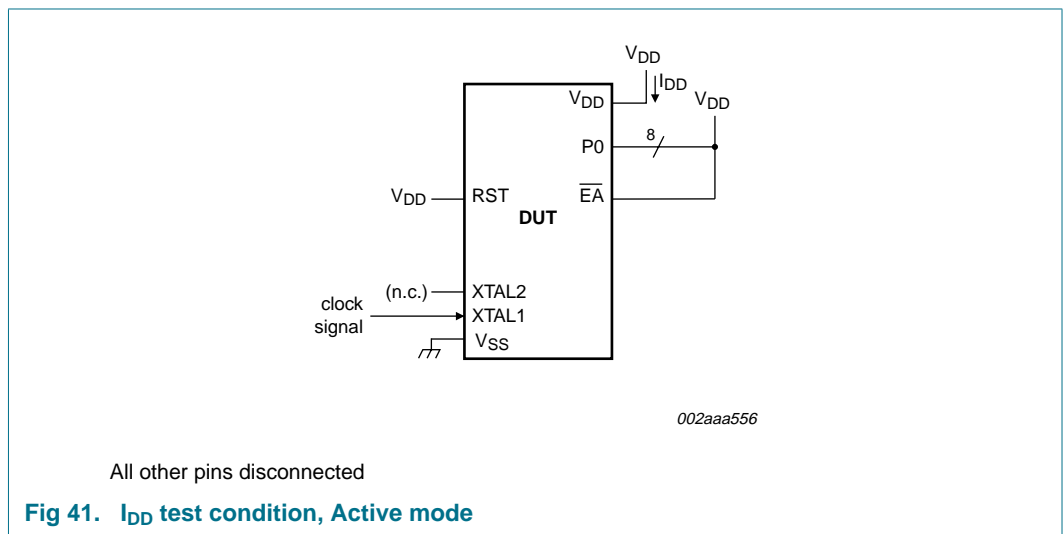 VDD
IDD
VDD
VDD
8
P0
VDD
RST
EA
DUT
(n.c.)
XTAL2
clock
signal
XTAL1
VSS
002aaa556
All other pins disconnected
Fig 41. IDD test condition, Active mode